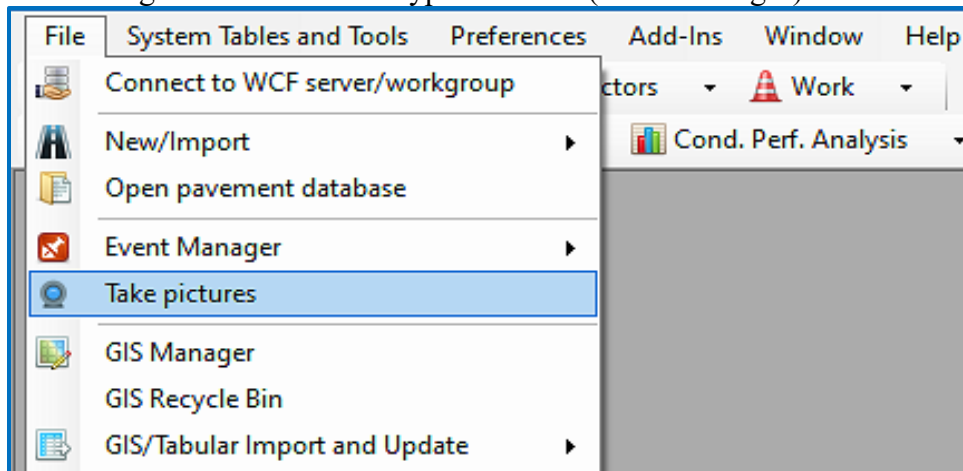 File System Tables and Tools Preferences Add-Ins Window Help
Connect to WCF server/workgroup
ctors Work
New/Import
Cond. Perf. Analysis
Open pavement database
Event Manager
Take pictures
GIS Manager
GIS Recycle Bin
GIS/Tabular Import and Update